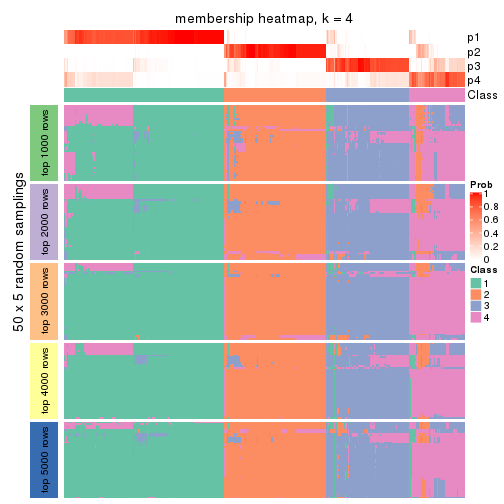 membership heatmap, k = 4
p1
p2
p3
p4
Class
50 x 5 random samplings
top 1000 rows
top 2000 rows
top 3000 rows
top 4000 rows
top 5000 rows
Prob
1
0.8
0.6
0.4
0.2
0
Class
1
2
3
4